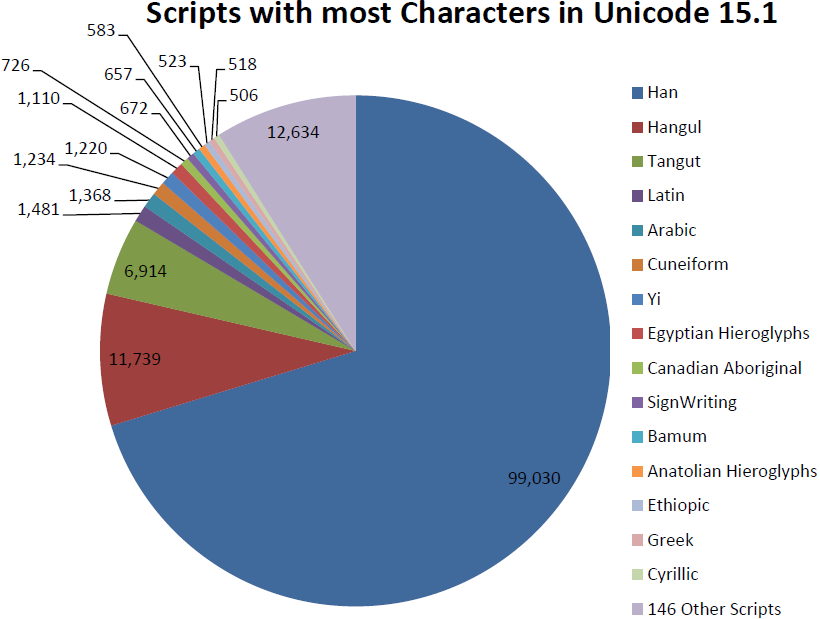 Scripts with most Characters in Unicode 15.1
583
523
518
726
657
506
1,110
672
12,634
1,220
1,234
1,368
1,481
6,914
11,739
99,030
Han
Hangul
Tangut
Latin
Arabic
Cuneiform
Yi
Egyptian Hieroglyphs
Canadian Aboriginal
SignWriting
Bamum
Anatolian Hieroglyphs
Ethiopic
Greek
Cyrillic
146 Other Scripts